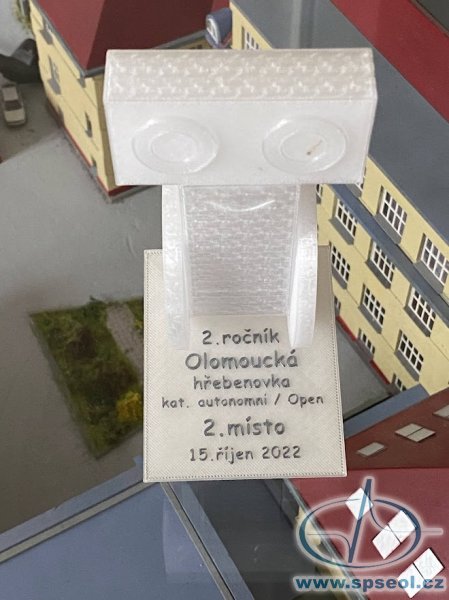 2.ročník
Olomoucká
hřebenovka
kat. autonomní / Open
2.místo
15.říjen 2022
www.spseol.cz